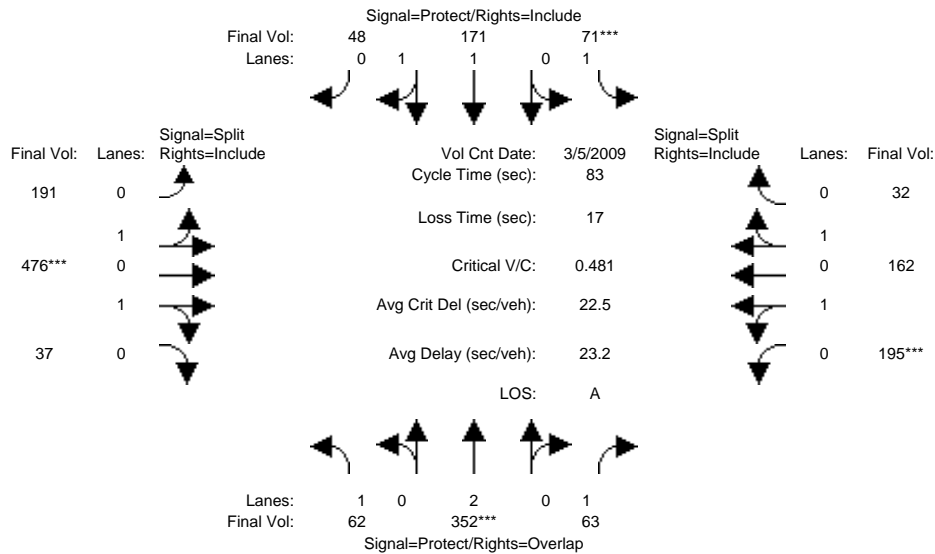 Signal=Protect/Rights=Include
Final Vol: 48 171 71***
Lanes: 0 1 1 0 1
Signal=Split
Rights=Include
Final Vol: Lanes:
Vol Cnt Date: 3/5/2009
Signal=Split
Rights=Include
Lanes: Final Vol:
Cycle Time (sec): 83
191 0
0 32
Loss Time (sec): 17
1
1
476*** 0
Critical V/C: 0.481
0 162
1
Avg Crit Del (sec/veh): 22.5
1
37 0
Avg Delay (sec/veh): 23.2
0 195***
LOS: A
Lanes: 1 0 2 0 1
Final Vol: 62 352*** 63
Signal=Protect/Rights=Overlap